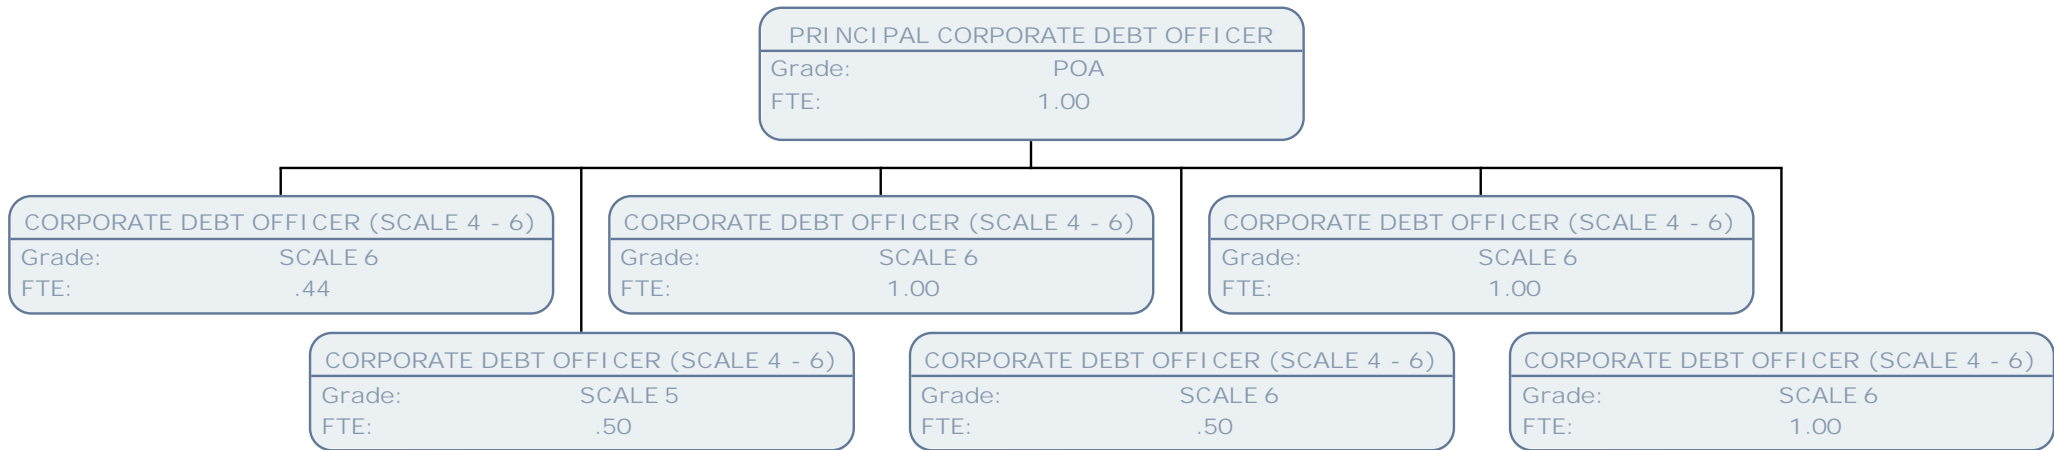 PRINCIPAL CORPORATE DEBT OFFICER
Grade: POA
FTE: 1.00
CORPORATE DEBT OFFICER (SCALE 4 - 6)
Grade: SCALE 6
FTE: .44
CORPORATE DEBT OFFICER (SCALE 4 - 6)
Grade: SCALE 6
FTE: 1.00
CORPORATE DEBT OFFICER (SCALE 4 - 6)
Grade: SCALE 6
FTE: 1.00
CORPORATE DEBT OFFICER (SCALE 4 - 6)
Grade: SCALE 5
FTE: .50
CORPORATE DEBT OFFICER (SCALE 4 - 6)
Grade: SCALE 6
FTE: .50
CORPORATE DEBT OFFICER (SCALE 4 - 6)
Grade: SCALE 6
FTE: 1.00